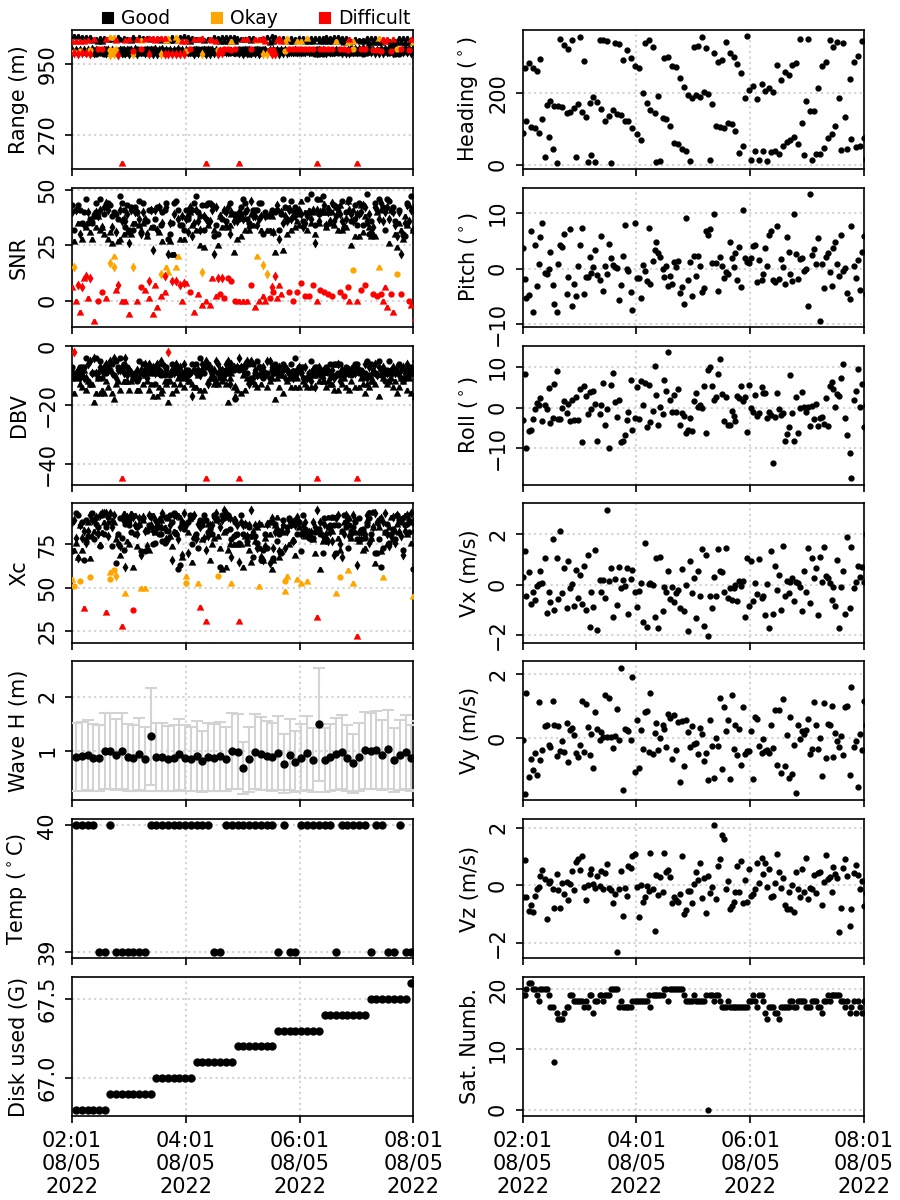 Good Okay Difficult
Range (m)
950
270
Heading (°)
200
0
SNR
50
25
0
Pitch (°)
10
0
−10
DBV
0
−20
−40
Roll (°)
10
0
−10
Xc
75
50
25
Vx (m/s)
2
0
−2
Wave H (m)
2
1
Vy (m/s)
2
0
Temp (°C)
40
39
Vz (m/s)
2
0
−2
Disk used (G)
67.5
67.0
Sat. Numb.
20
10
0
02:01 04:01 06:01 08:01
08/05 08/05 08/05 08/05
2022 2022 2022 2022
02:01 04:01 06:01 08:01
08/05 08/05 08/05 08/05
2022 2022 2022 2022